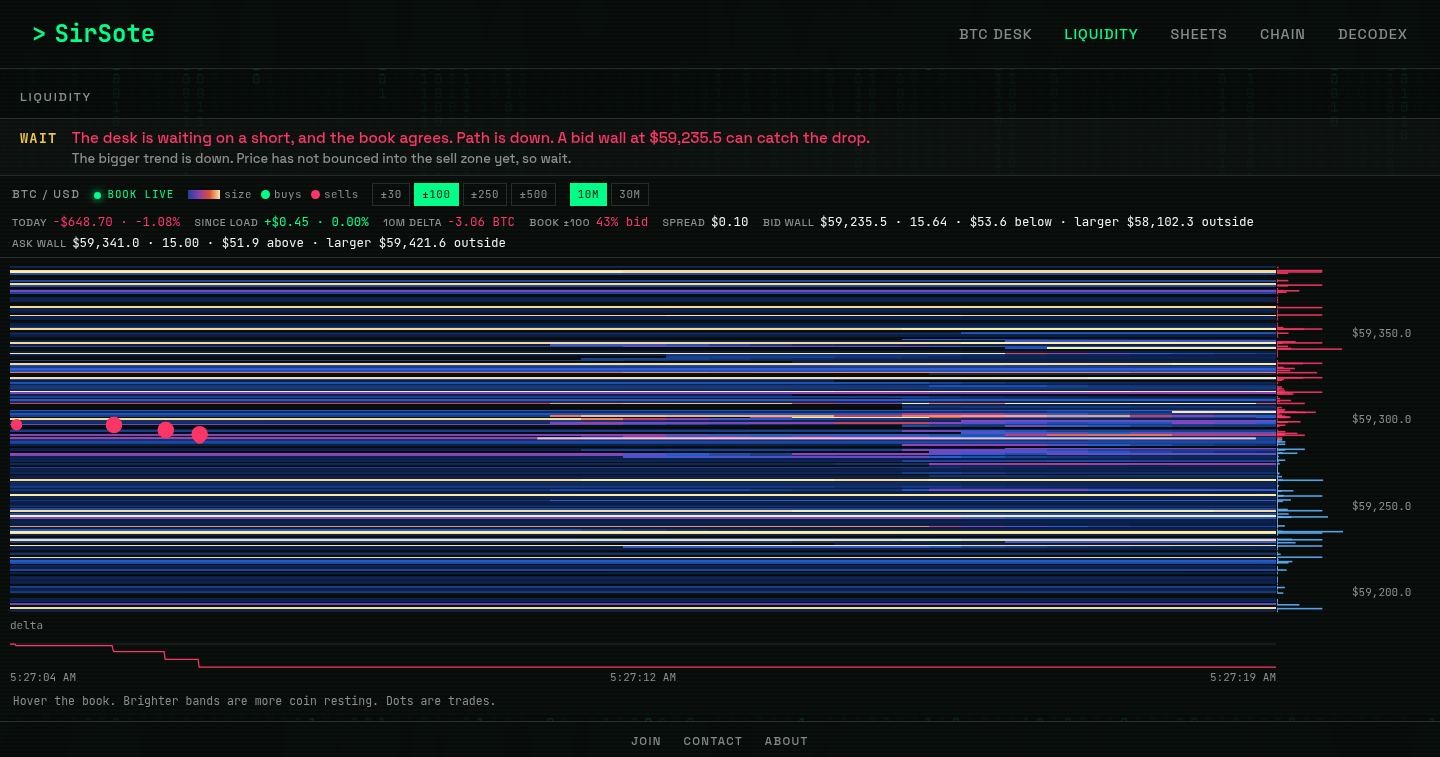 > SirSote
BTC DESK LIQUIDITY SHEETS CHAIN DECODEX
LIQUIDITY
WAIT The desk is waiting on a short, and the book agrees. Path is down. A bid wall at $59,235.5 can catch the drop.
The bigger trend is down. Price has not bounced into the sell zone yet, so wait.
BTC / USD BOOK LIVE size buys sells ±30 ±100 ±250 ±500 10M 30M
TODAY -$648.70 · -1.08% SINCE LOAD +$0.45 · 0.00% 10M DELTA -3.06 BTC BOOK ±100 43% bid SPREAD $0.10 BID WALL $59,235.5 · 15.64 · $53.6 below · larger $58,102.3 outside
ASK WALL $59,341.0 · 15.00 · $51.9 above · larger $59,421.6 outside
$59,350.0
$59,300.0
$59,250.0
$59,200.0
delta
5:27:04 AM 5:27:12 AM 5:27:19 AM
Hover the book. Brighter bands are more coin resting. Dots are trades.
JOIN CONTACT ABOUT